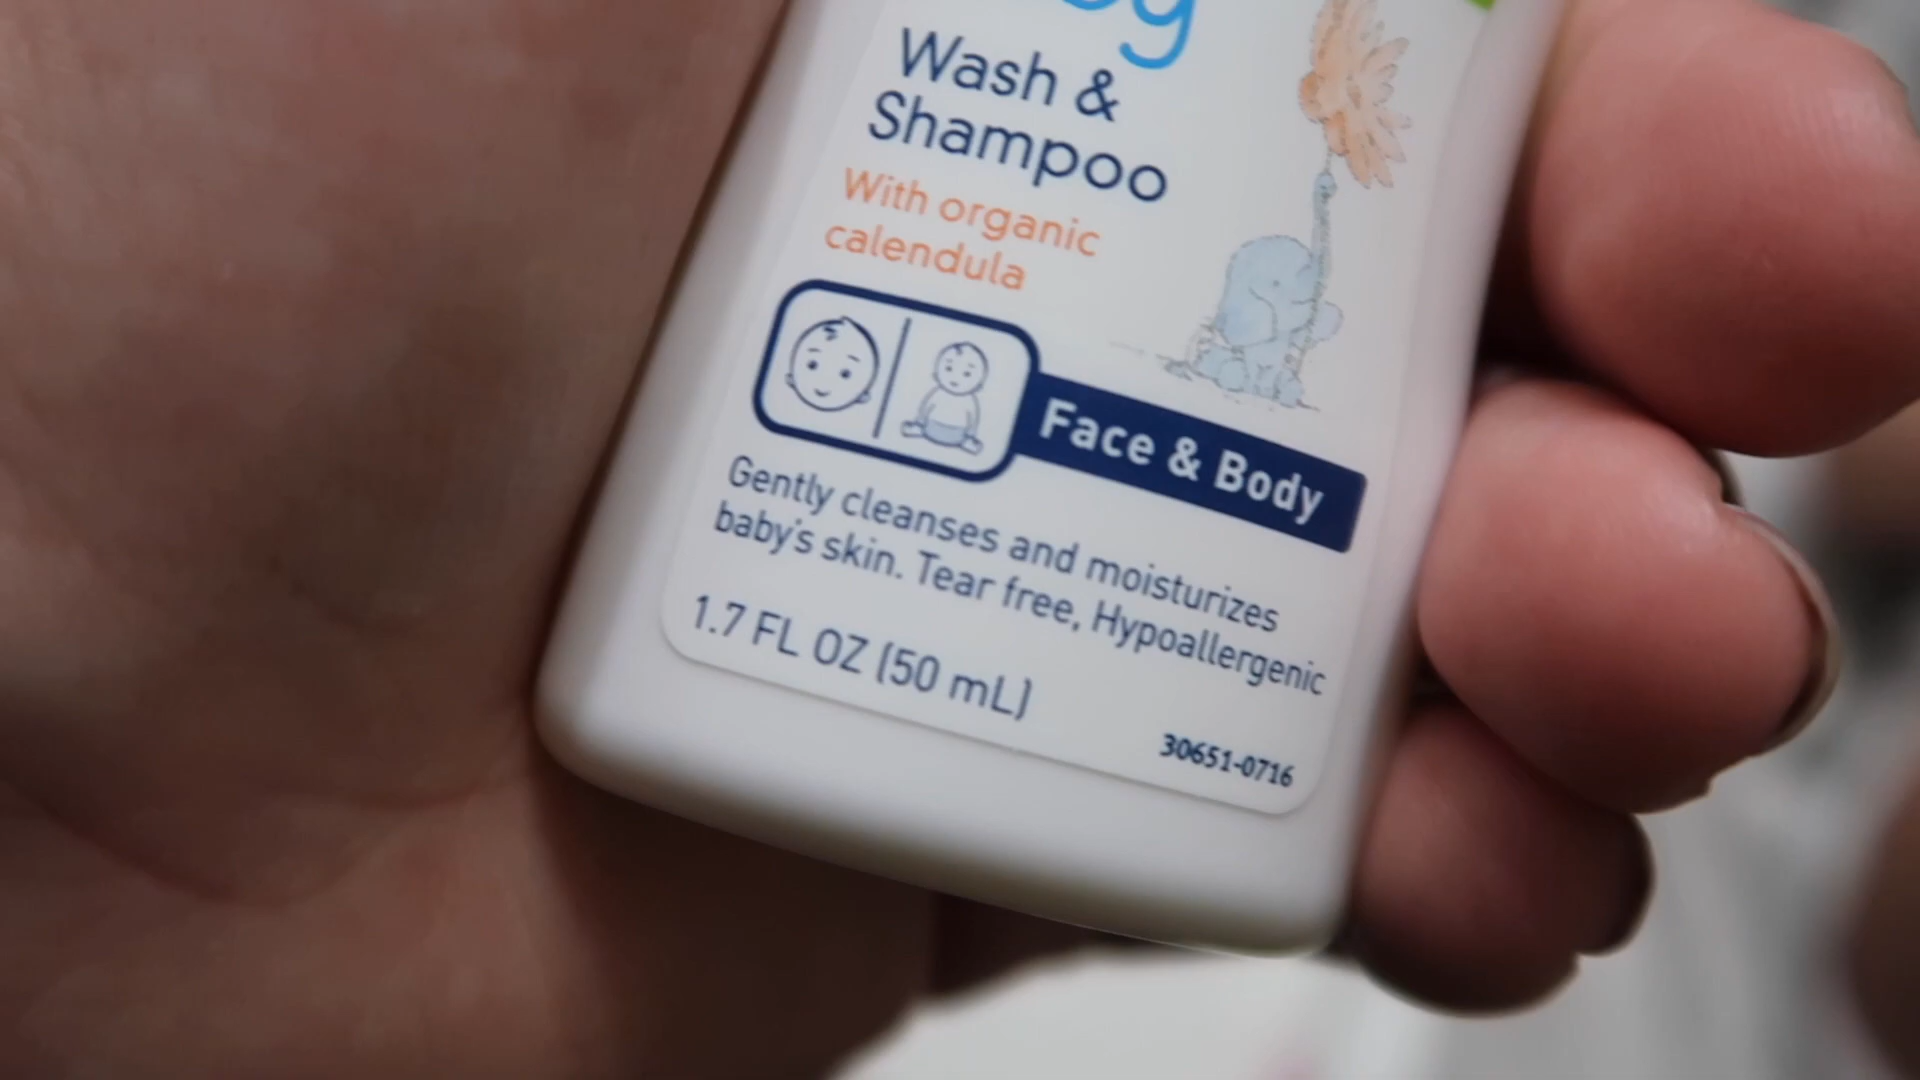 Wash &
Shampoo
With organic
calendula
Face & Body
Gently cleanses and moisturizes
baby's skin. Tear free, Hypoallergenic
1.7 FL OZ (50 mL)
30651-0716